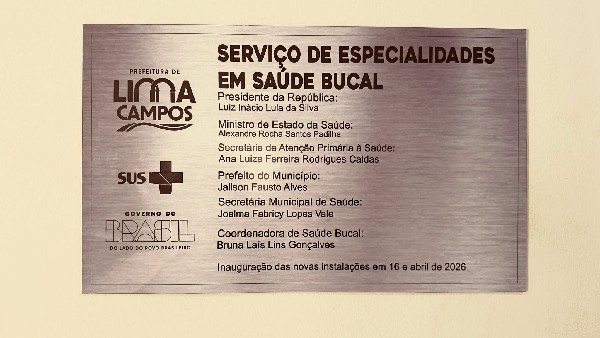 PREFEITURA DE
LIMA
CAMPOS
SUS
GOVERNO DO
BRASIL
DO LADO DO POVO BRASILEIRO
SERVIÇO DE ESPECIALIDADES
EM SAÚDE BUCAL
Presidente da República:
Luiz Inácio Lula da Silva
Ministro de Estado da Saúde:
Alexandre Rocha Santos Padilha
Secretária de Atenção Primária à Saúde:
Ana Luiza Ferreira Rodrigues Caldas
Prefeito do Município:
Jailson Fausto Alves
Secretária Municipal de Saúde:
Joelma Fabricy Lopes Vale
Coordenadora de Saúde Bucal:
Bruna Laís Lins Gonçalves
Inauguração das novas instalações em 16 e abril de 2026